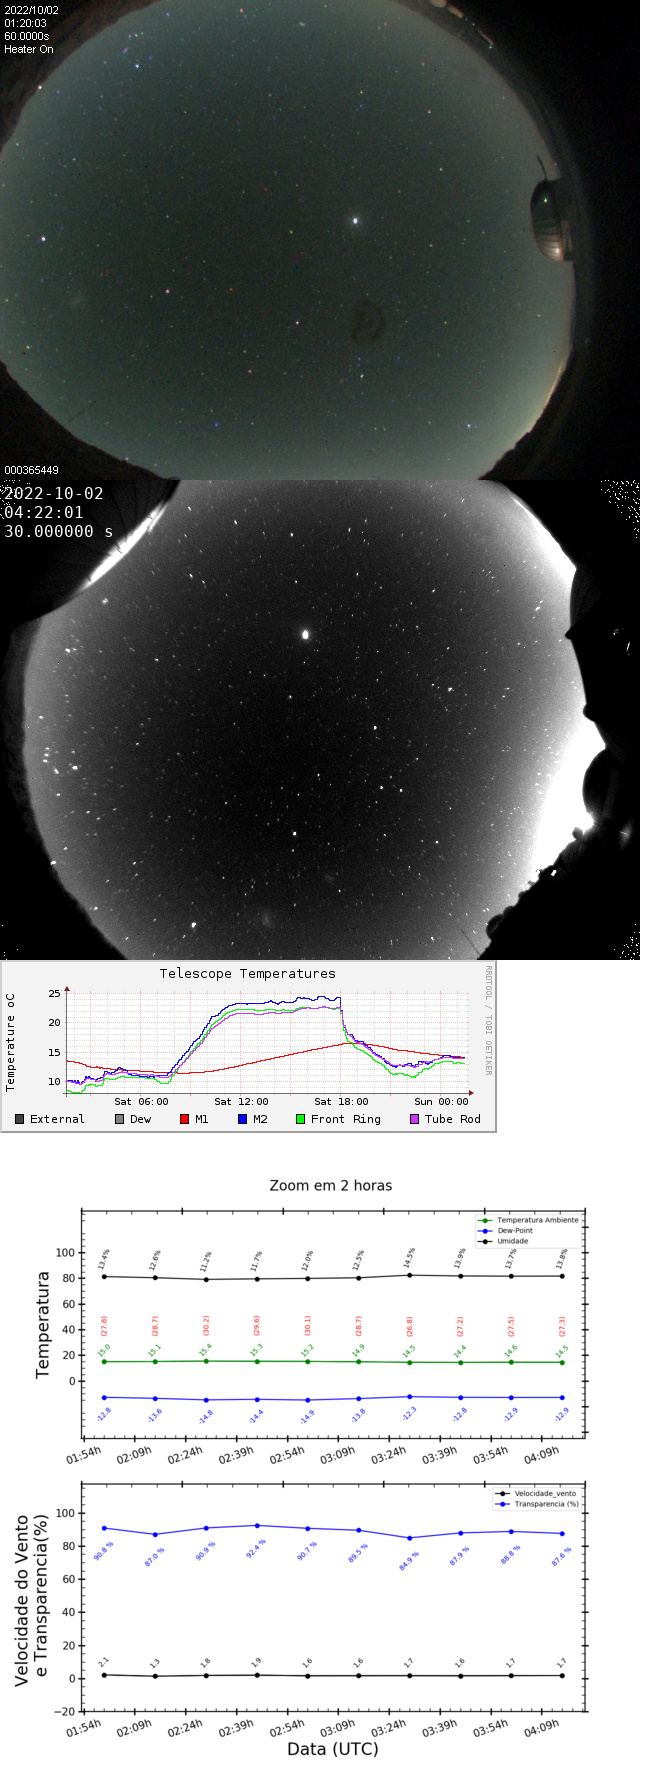 2022/10/02
01:20:03
60.0000s
Heater On
000365449
2022-10-02
04:22:01
30.000000 s
Telescope Temperatures
RRDTOOL / TOBI OETIKER
Temperature oC
25
20
15
10
Sat 06:00 Sat 12:00 Sat 18:00 Sun 00:00
External Dew M1 M2 Front Ring Tube Rod
Zoom em 2 horas
Temperatura Ambiente
Dew-Point
Umidade
Temperatura
100
80
60
40
20
0
13.4% 12.6% 11.2% 11.7% 12.0% 12.5% 14.5% 13.9% 13.7% 13.8%
(27.8) (28.7) (30.2) (29.6) (30.1) (28.7) (26.8) (27.2) (27.5) (27.3)
15.0 15.1 15.4 15.3 15.2 14.9 14.5 14.4 14.6 14.5
-12.8 -13.6 -14.8 -14.4 -14.9 -13.8 -12.3 -12.8 -12.9 -12.9
01:54h 02:09h 02:24h 02:39h 02:54h 03:09h 03:24h 03:39h 03:54h 04:09h
Velocidade_vento
Transparencia (%)
Velocidade do Vento
e Transparencia(%)
100
80
60
40
20
0
−20
90.8 % 87.0 % 90.9 % 92.4 % 90.7 % 89.5 % 84.9 % 87.9 % 88.8 % 87.6 %
2.1 1.3 1.8 1.9 1.6 1.6 1.7 1.6 1.7 1.7
01:54h 02:09h 02:24h 02:39h 02:54h 03:09h 03:24h 03:39h 03:54h 04:09h
Data (UTC)